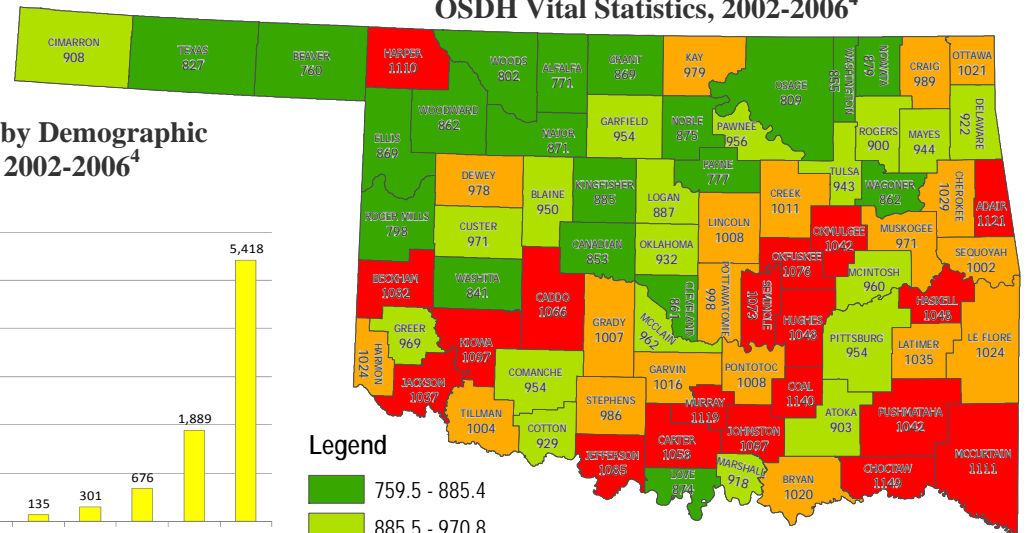 OSDH Vital Statistics, 2002-2006⁴
by Demographic
2002-2006⁴
5,418
1,889
676
301
135
CIMARRON
908
TEXAS
827
BEAVER
760
HARPER
1110
WOODS
802
ALFALFA
771
GRANT
869
KAY
979
OSAGE
809
WASHINGTON
855
NOWATA
879
CRAIG
989
OTTAWA
1021
DELAWARE
922
ELLIS
869
WOODWARD
862
MAJOR
871
GARFIELD
954
NOBLE
875
PAWNEE
956
ROGERS
900
MAYES
944
PAYNE
777
DEWEY
978
BLAINE
950
KINGFISHER
885
LOGAN
887
CREEK
1011
TULSA
943
WAGONER
862
CHEROKEE
1029
ADAIR
1121
ROGER MILLS
798
CUSTER
971
CANADIAN
853
OKLAHOMA
932
LINCOLN
1008
OKMULGEE
1042
MUSKOGEE
971
SEQUOYAH
1002
BECKHAM
1062
WASHITA
841
CADDO
1066
GRADY
1007
MCCLAIN
962
CLEVELAND
861
POTTAWATOMIE
998
SEMINOLE
1073
OKFUSKEE
1076
MCINTOSH
960
HASKELL
1048
HUGHES
1048
PITTSBURG
954
LATIMER
1035
LE FLORE
1024
GREER
969
HARMON
1024
KIOWA
1097
JACKSON
1037
COMANCHE
954
TILLMAN
1004
COTTON
929
STEPHENS
986
GARVIN
1016
PONTOTOC
1008
MURRAY
1119
COAL
1140
ATOKA
903
PUSHMATAHA
1042
JEFFERSON
1085
CARTER
1058
JOHNSTON
1097
LOVE
874
MARSHALL
918
BRYAN
1020
CHOCTAW
1149
MCCURTAIN
1111
Legend
759.5 - 885.4
885.5 - 970.8